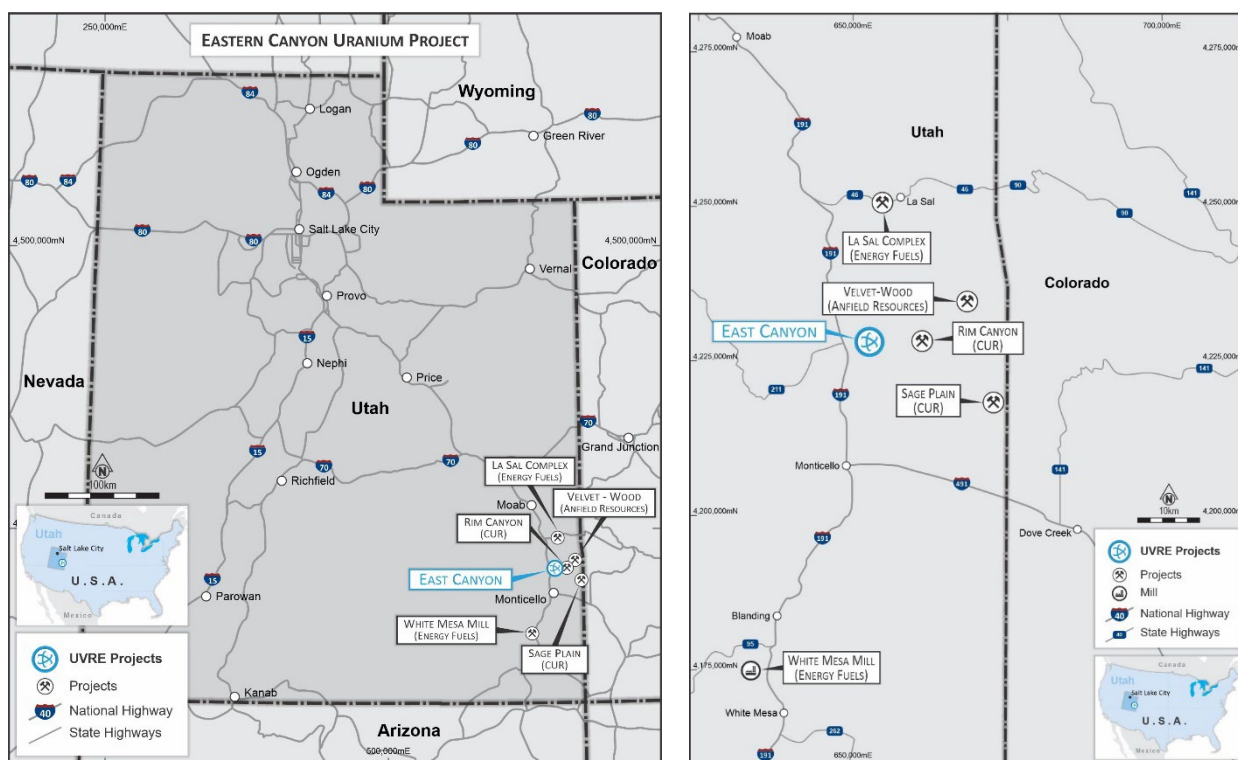 250,000mE
EASTERN CANYON URANIUM PROJECT
84
Logan
Wyoming
80
Green River
80
Ogden
80
84
84
80
80
Salt Lake City
80
4,500,000mN
4,500,000mN
Vernal
Colorado
Provo
15
Nephi
Price
Nevada
Utah
70
Grand Junction
15
70
70
Richfield
LA SAL COMPLEX
(ENERGY FUELS)
VELVET - WOOD
(ANFIELD RESOURCES)
Moab
RIM CANYON
(CUR)
EAST CANYON
Monticello
15
Parowan
WHITE MESA MILL
(ENERGY FUELS)
SAGE PLAIN
(CUR)
Kanab
Arizona
500,000mE
N
100km
Canada
Utah
Salt Lake City
U.S.A.
Mexico
UVRE Projects
Projects
40
National Highway
State Highways
650,000mE
700,000mE
Moab
4,275,000mN
4,275,000mN
191
Utah
46
46
90
141
La Sal
4,250,000mN
4,250,000mN
90
LA SAL COMPLEX
(ENERGY FUELS)
191
VELVET-WOOD
(ANFIELD RESOURCES)
Colorado
EAST CANYON
RIM CANYON
(CUR)
4,225,000mN
4,225,000mN
141
211
191
SAGE PLAIN
(CUR)
Monticello
141
491
N
10km
4,200,000mN
4,200,000mN
Dove Creek
191
Blanding
95
WHITE MESA MILL
(ENERGY FUELS)
4,175,000mN
White Mesa
262
191
650,000mE
UVRE Projects
Projects
Mill
40
National Highway
40
State Highways
Canada
Utah
Salt Lake City
U.S.A.
Mexico